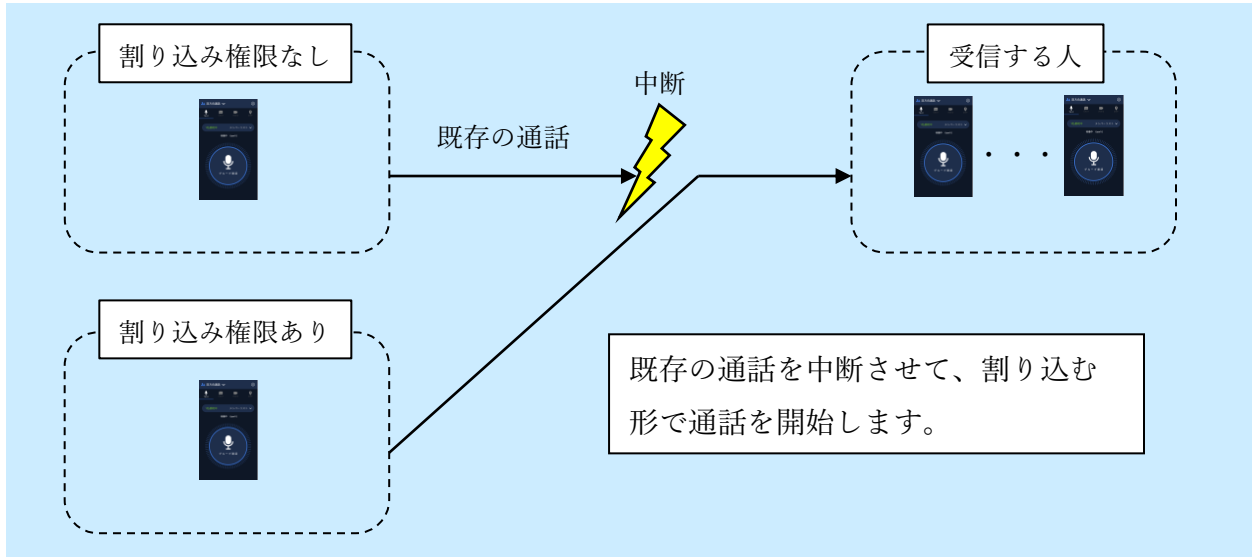 割り込み権限なし
受信する人
中断
既存の通話
・・・
割り込み権限あり
既存の通話を中断させて、割り込む
形で通話を開始します。